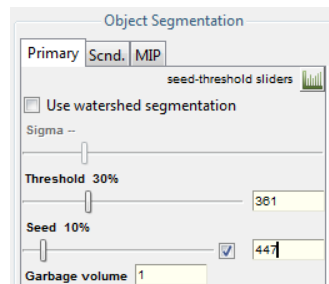 Object Segmentation
Primary Scnd. MIP
seed-threshold sliders
Use watershed segmentation
Sigma --
Threshold 30%
361
Seed 10%
447
Garbage volume 1